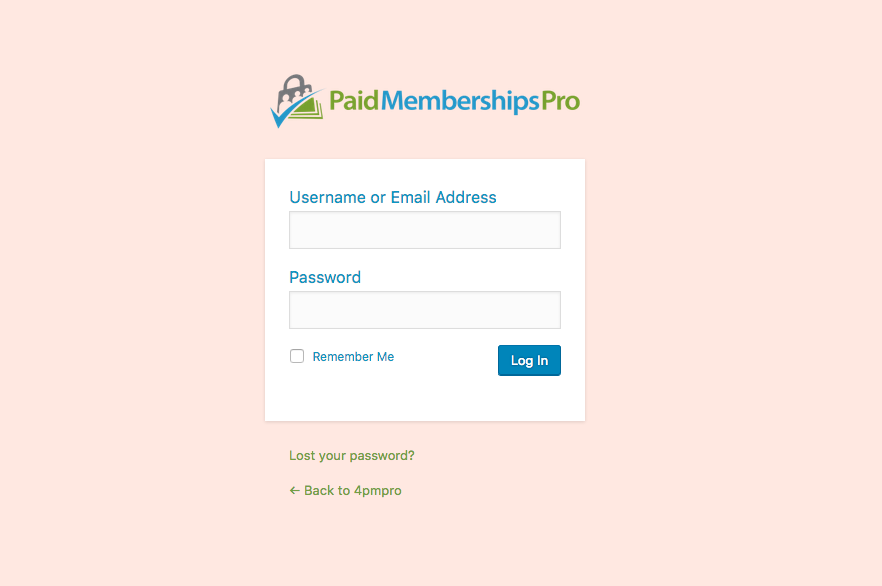 PaidMembershipsPro
Username or Email Address
Password
Remember Me
Log In
Lost your password?
← Back to 4pmpro